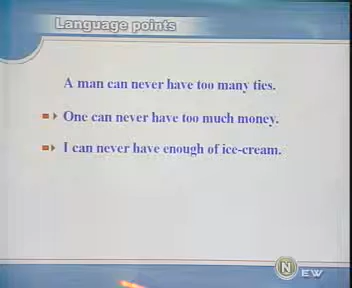 Language points
A man can never have too many ties.
One can never have too much money.
I can never have enough of ice-cream.
N EW